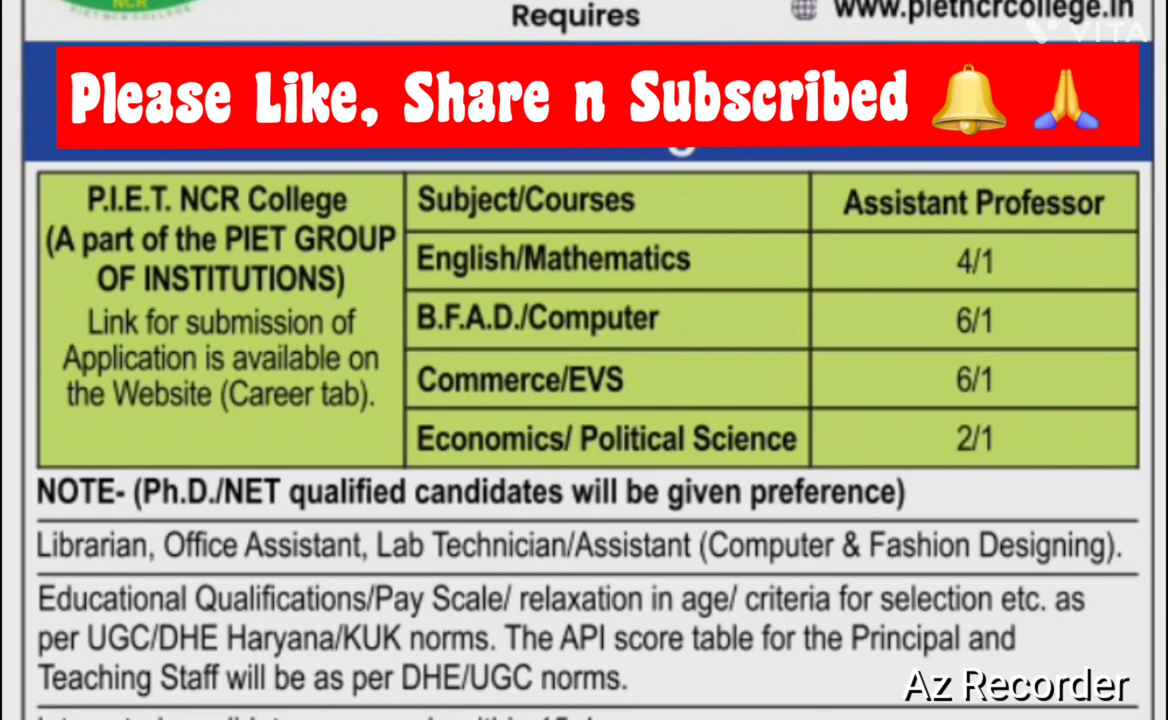 NCR
PIET NCR COLLEGE
Requires
www.pietncrcollege.in
VITA
Please Like, Share n Subscribed
P.I.E.T. NCR College
(A part of the PIET GROUP
OF INSTITUTIONS)
Link for submission of
Application is available on
the Website (Career tab).
Subject/Courses Assistant Professor
English/Mathematics 4/1
B.F.A.D./Computer 6/1
Commerce/EVS 6/1
Economics/ Political Science 2/1
NOTE- (Ph.D./NET qualified candidates will be given preference)
Librarian, Office Assistant, Lab Technician/Assistant (Computer & Fashion Designing).
Educational Qualifications/Pay Scale/ relaxation in age/ criteria for selection etc. as
per UGC/DHE Haryana/KUK norms. The API score table for the Principal and
Teaching Staff will be as per DHE/UGC norms.
Az Recorder